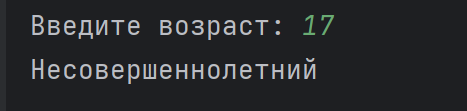 Введите возраст: 17
Несовершеннолетний